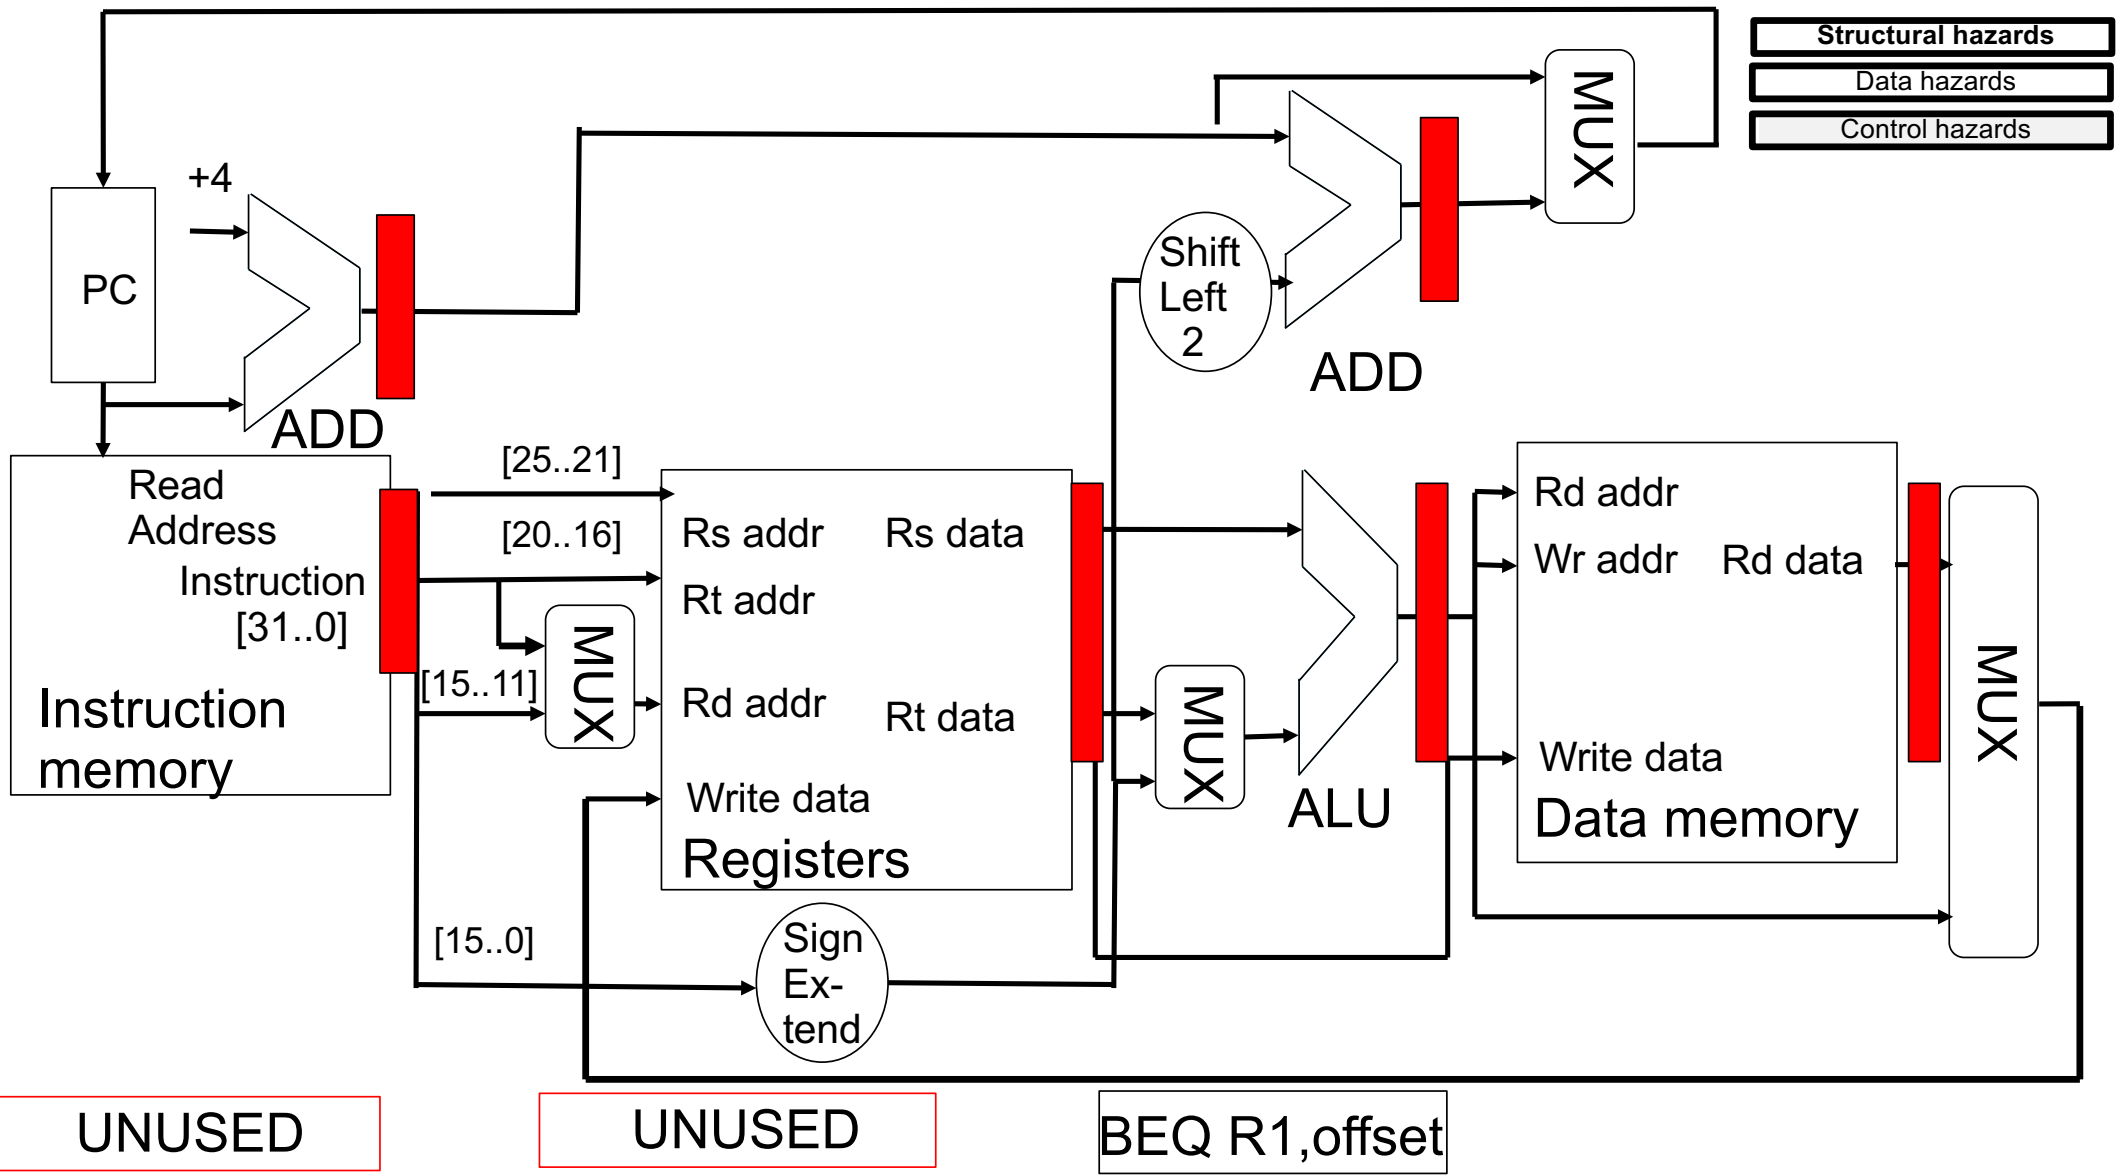 Structural hazards
Data hazards
Control hazards
MUX
+4
PC
ADD
Shift
Left
2
ADD
Read
Address
Instruction
[31..0]
Instruction
memory
[25..21]
[20..16]
[15..11]
[15..0]
MUX
Rs addr
Rs data
Rt addr
Rd addr
Rt data
Write data
Registers
Sign
Ex-
tend
MUX
ALU
Rd addr
Wr addr
Rd data
Write data
Data memory
MUX
UNUSED
UNUSED
BEQ R1,offset